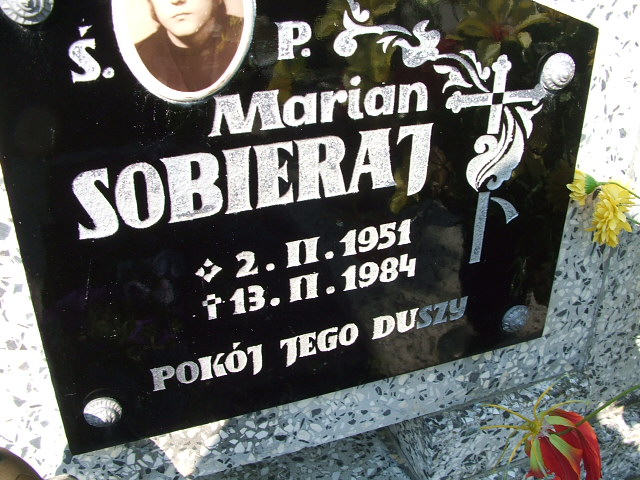 Ś. P.
Marian
SOBIERAJ
2. II. 1951
13. II. 1984
POKÓJ JEGO DUSZY